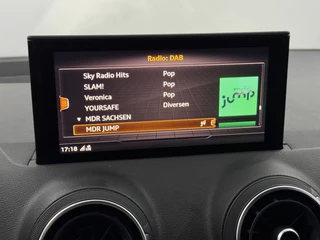 Radio: DAB
Sky Radio Hits Pop
SLAM! Pop
Veronica Pop
YOURSAFE Diversen
▼ MDR SACHSEN
MDR JUMP
jump
17:18